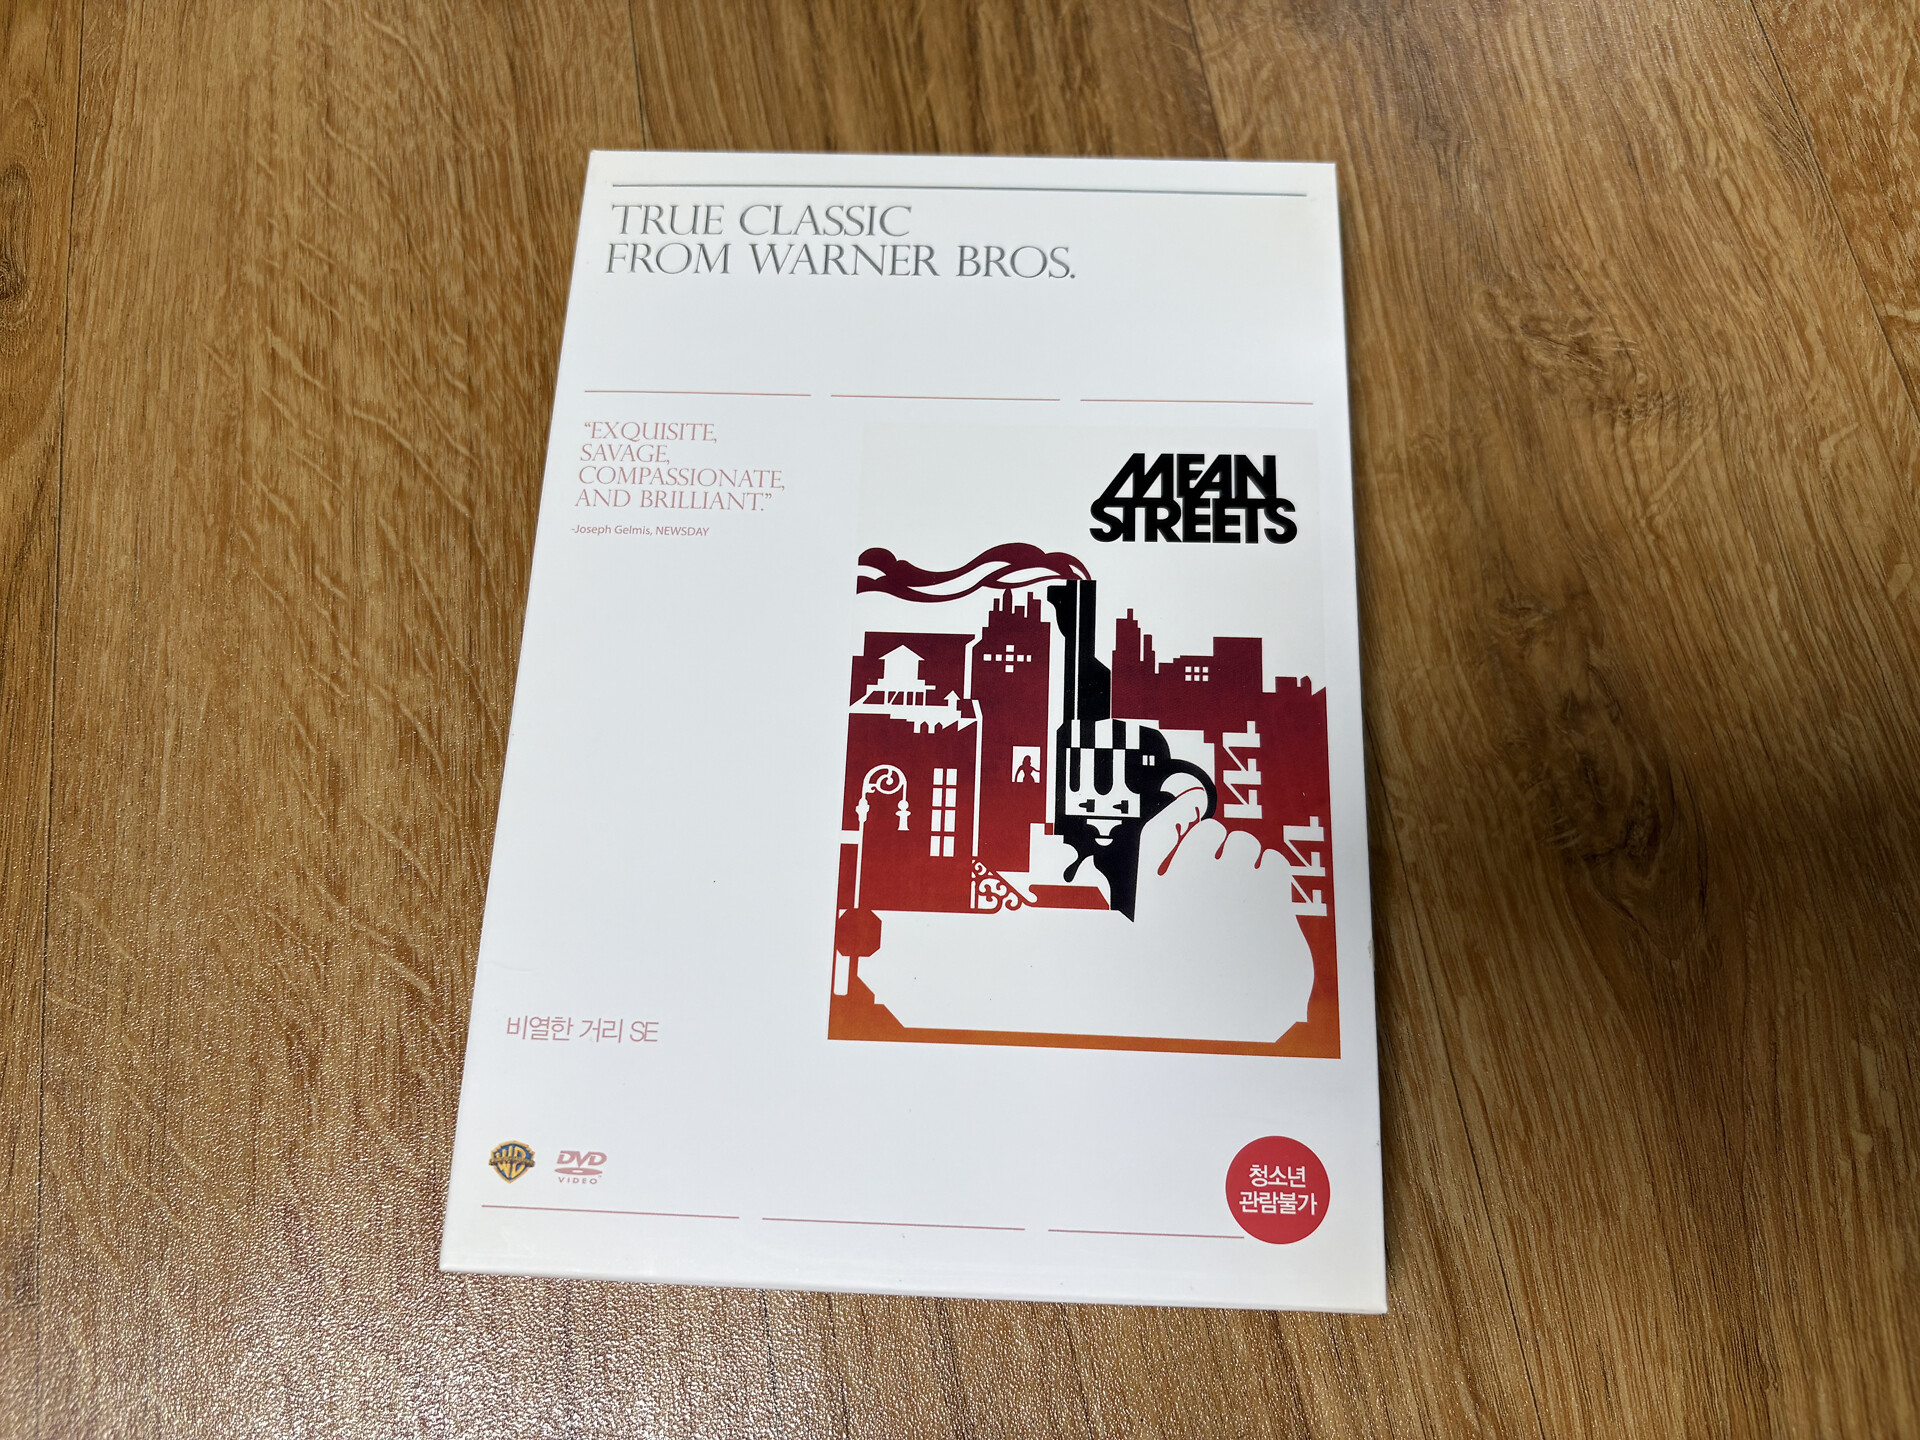 TRUE CLASSIC
FROM WARNER BROS.
“EXQUISITE,
SAVAGE,
COMPASSIONATE,
AND BRILLIANT.”
-Joseph Gelmis, NEWSDAY
MEAN
STREETS
비열한 거리 SE
WB
DVD
VIDEO
청소년
관람불가